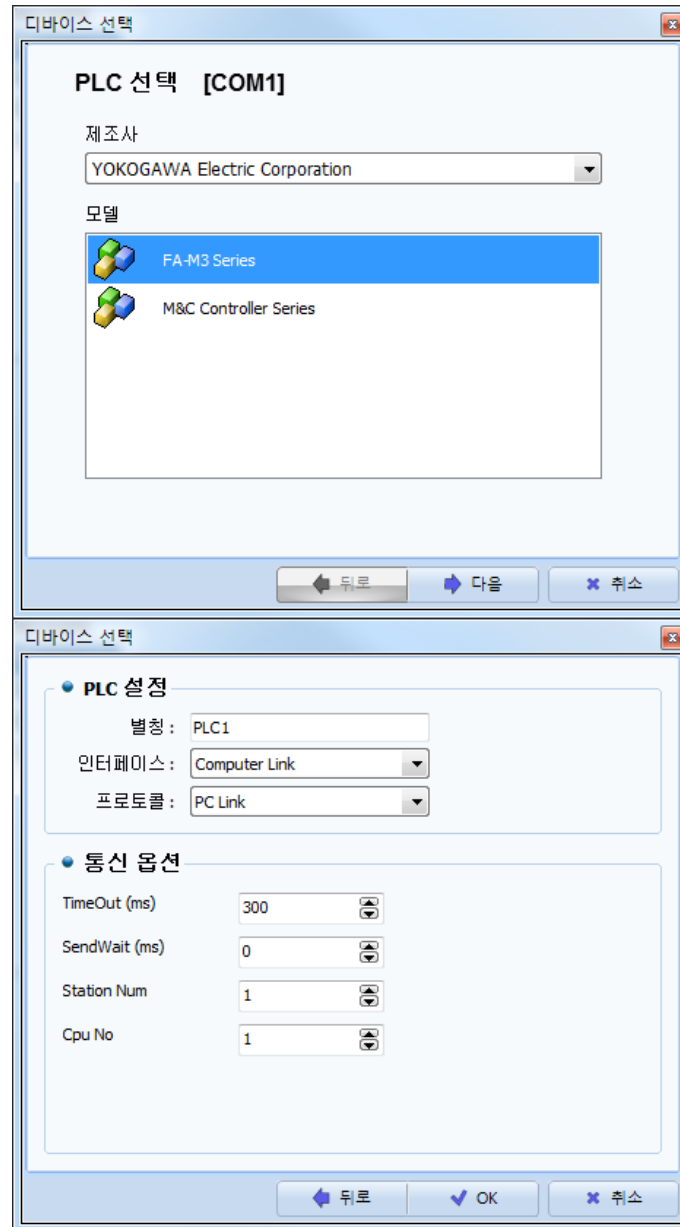 디바이스 선택
PLC 선택 [COM1]
제조사
YOKOGAWA Electric Corporation
모델
FA-M3 Series
M&C Controller Series
뒤로 다음 취소
디바이스 선택
PLC 설정
별칭 : PLC1
인터페이스 : Computer Link
프로토콜 : PC Link
통신 옵션
TimeOut (ms) 300
SendWait (ms) 0
Station Num 1
Cpu No 1
뒤로 OK 취소